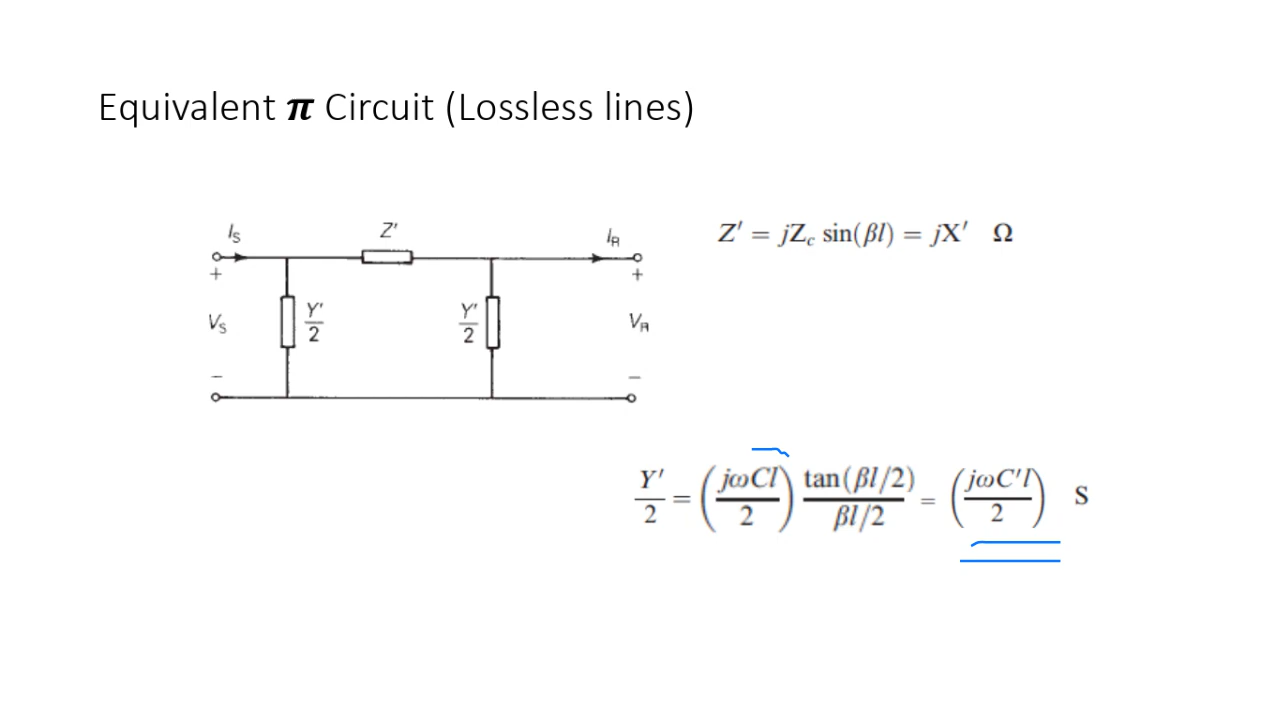 Equivalent π Circuit (Lossless lines)
I_S Z' I_R
Z' = jZ_c sin(βl) = jX' Ω
+ +
V_S Y'/2 Y'/2 V_R
− −
Y'/2 = (jωCl/2) tan(βl/2)/(βl/2) = (jωC'l/2) S